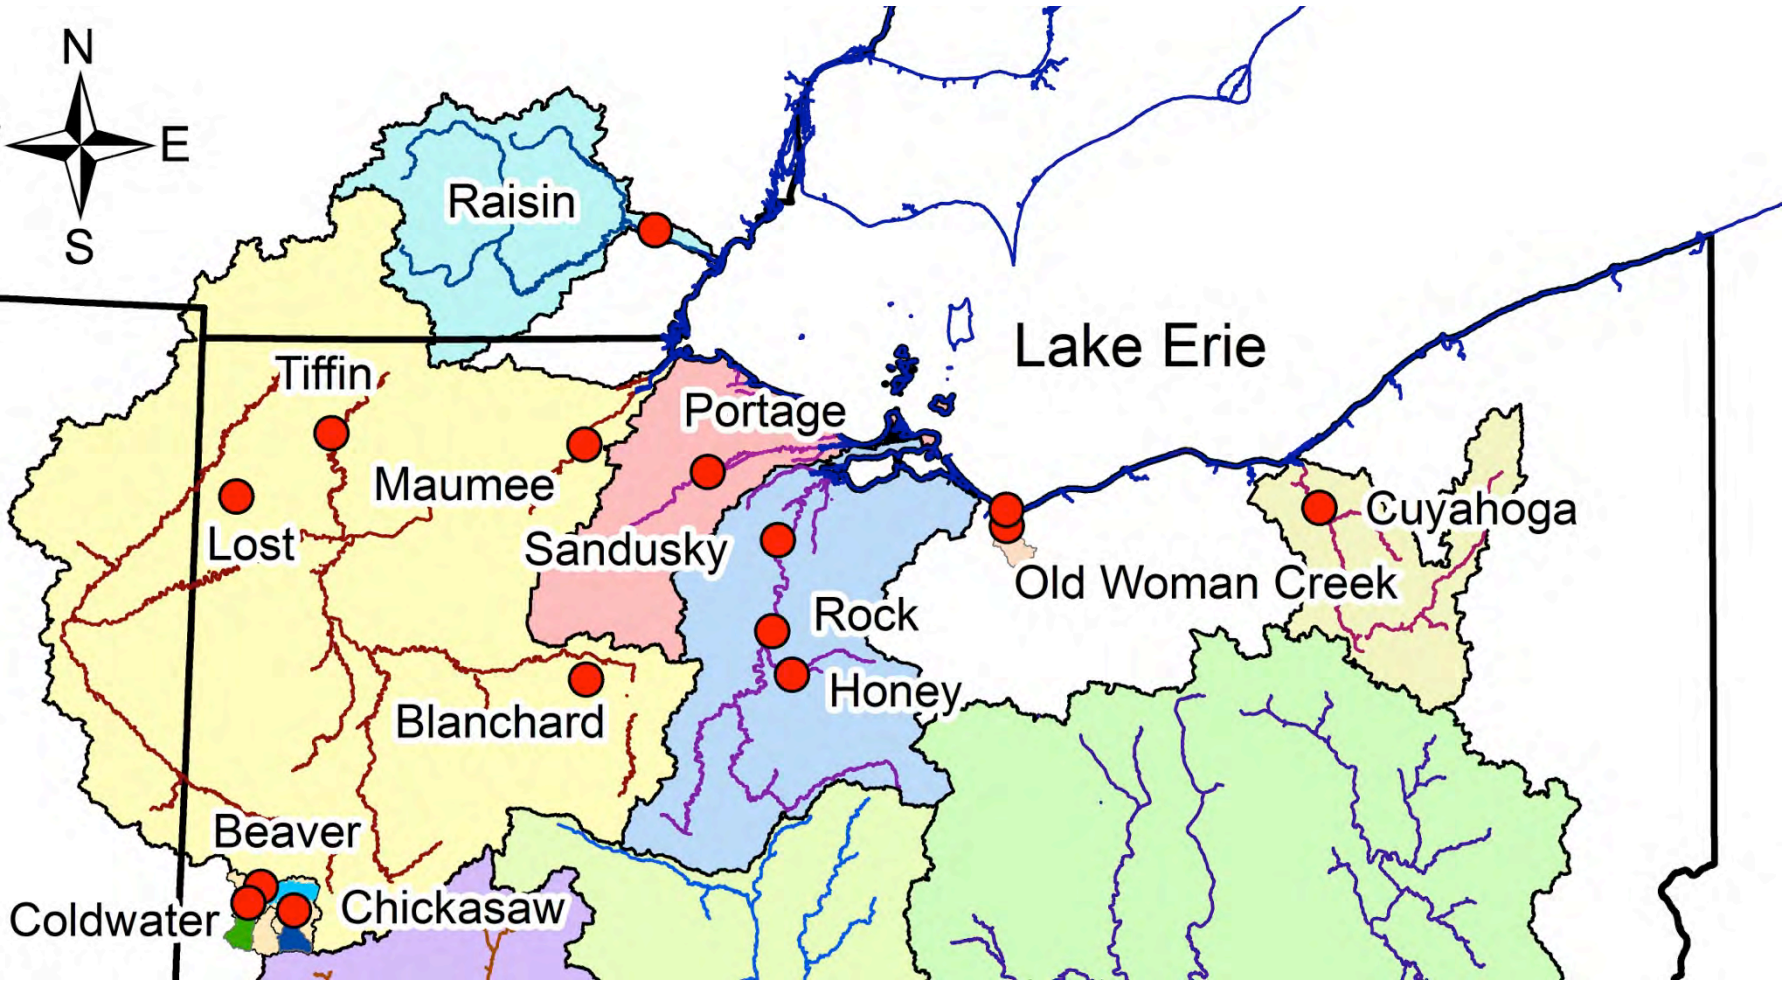 N
E
S
Raisin
Lake Erie
Tiffin
Portage
Maumee
Cuyahoga
Lost
Sandusky
Old Woman Creek
Rock
Honey
Blanchard
Beaver
Coldwater
Chickasaw